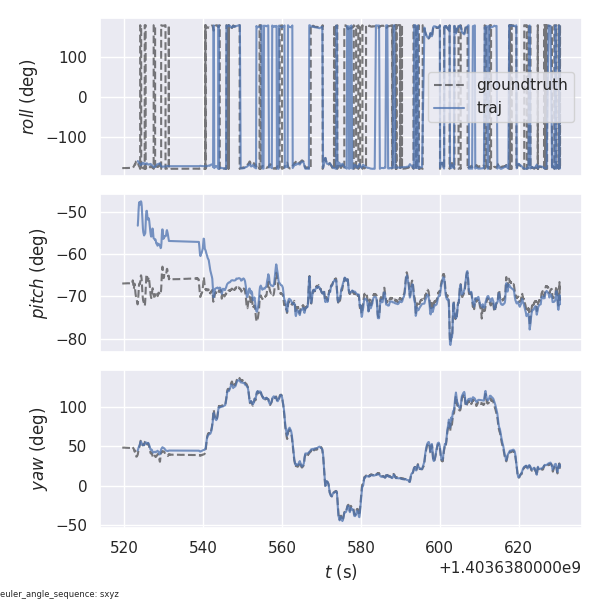 100
0
−100
roll (deg)
groundtruth
traj
−50
−60
−70
−80
pitch (deg)
100
50
0
−50
yaw (deg)
520 540 560 580 600 620
t (s)
+1.4036380000e9
euler_angle_sequence: sxyz